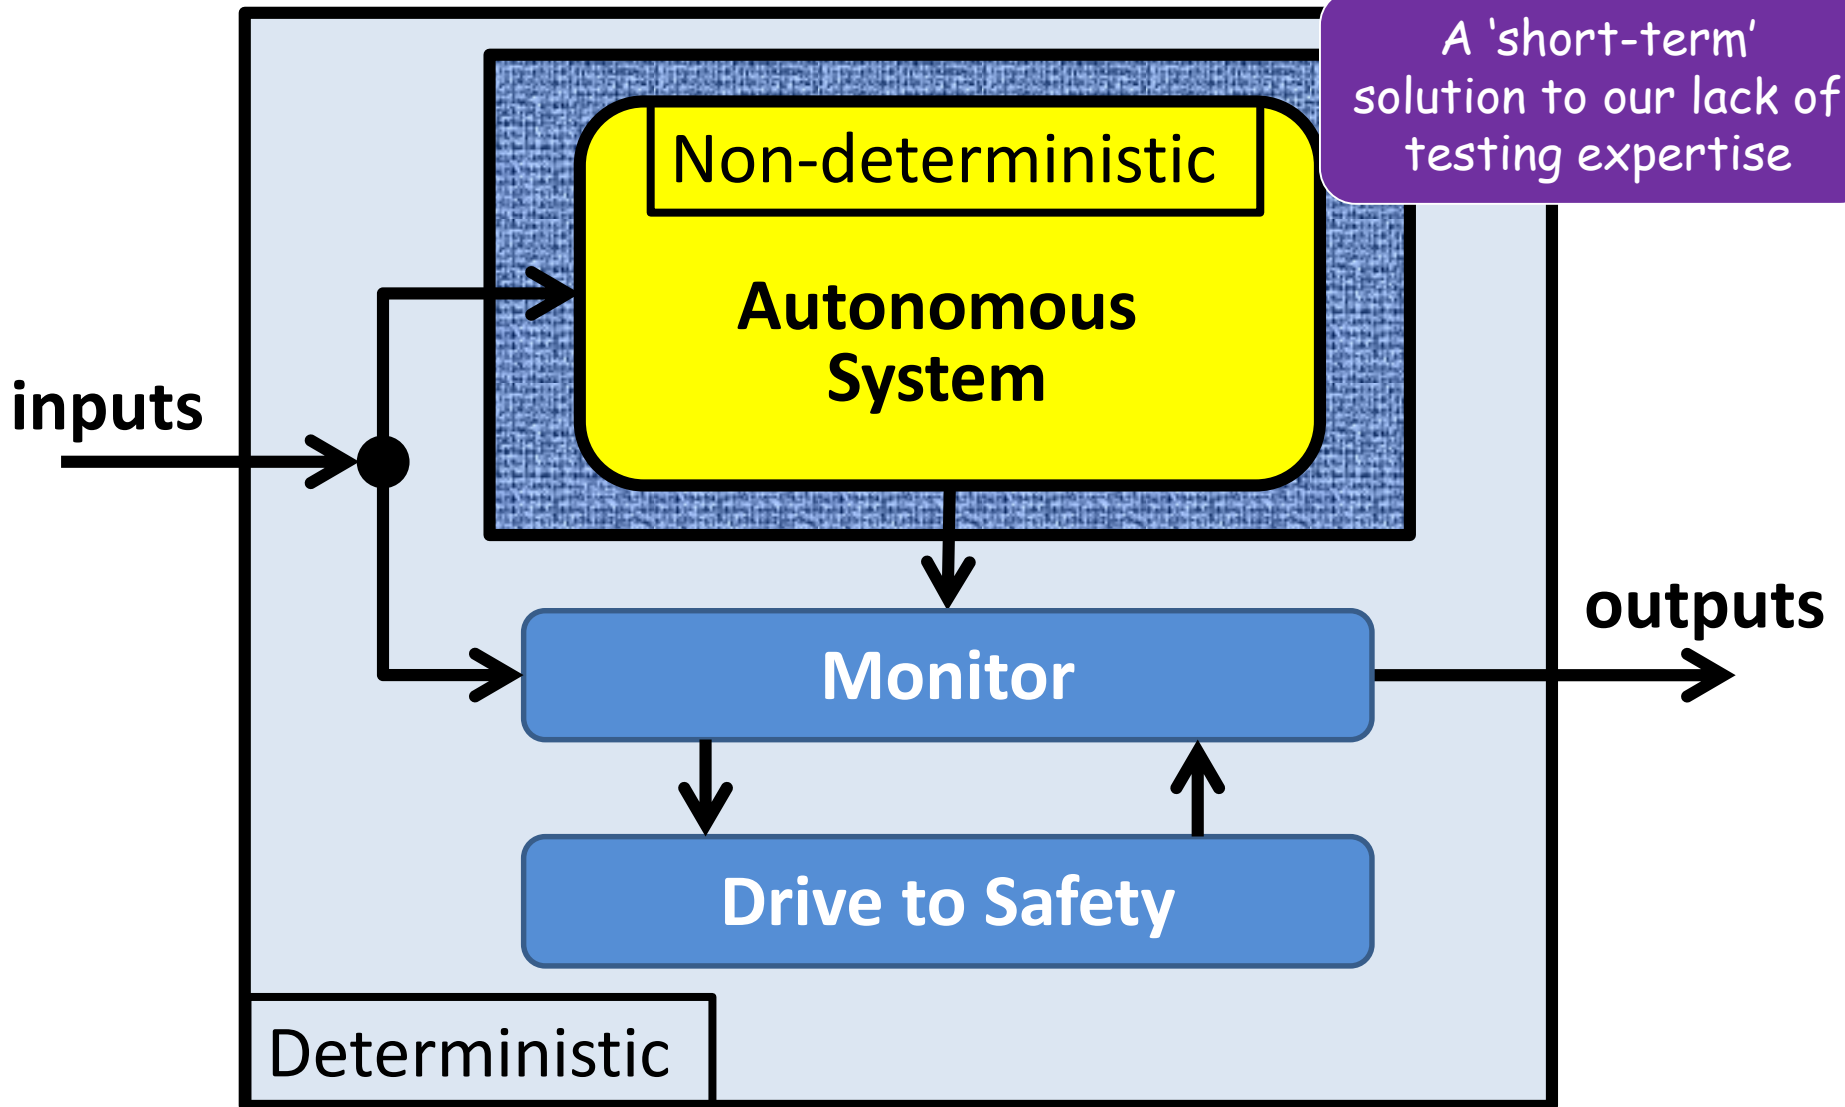 A ‘short-term’
solution to our lack of
testing expertise
Non-deterministic
Autonomous
System
inputs
outputs
Monitor
Drive to Safety
Deterministic